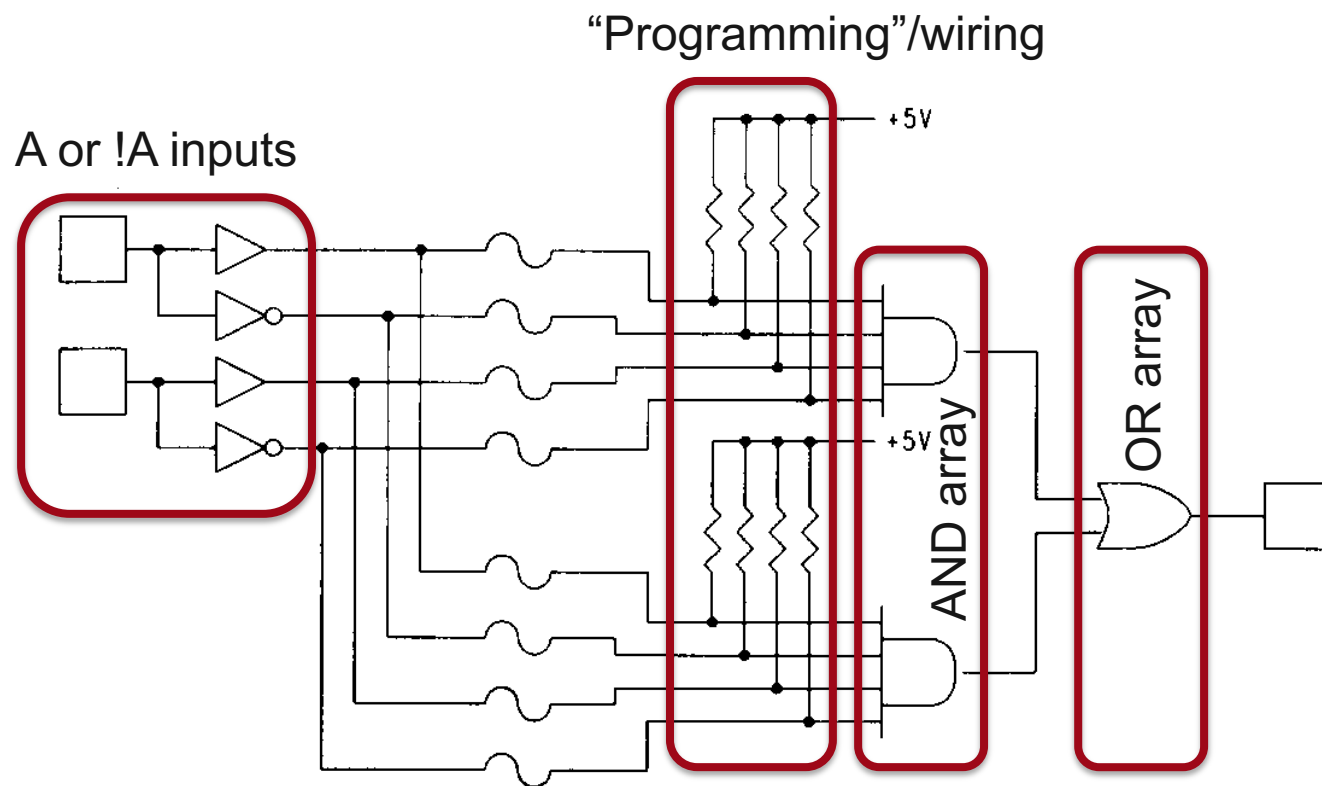 “Programming”/wiring
A or !A inputs
+5V
+5V
AND array
OR array